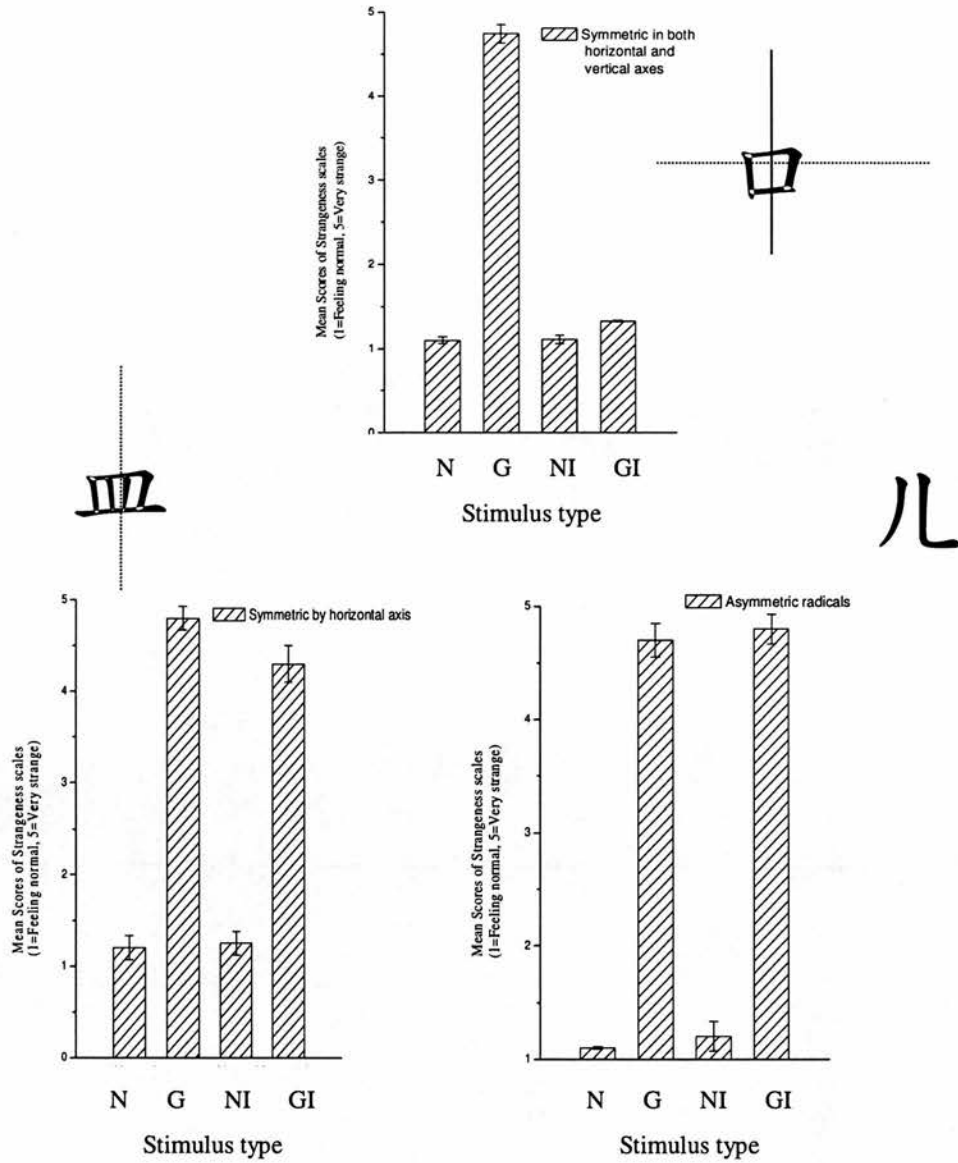 5
4
3
2
1
0
Mean Scores of Strangeness scales
(1=Feeling normal, 5=Very strange)
Symmetric in both
horizontal and
vertical axes
N G NI GI
Stimulus type
口
皿
儿
5
4
3
2
1
0
Mean Scores of Strangeness scales
(1=Feeling normal, 5=Very strange)
Symmetric by horizontal axis
N G NI GI
Stimulus type
5
4
3
2
1
Mean Scores of Strangeness scales
(1=Feeling normal, 5=Very strange)
Asymmetric radicals
N G NI GI
Stimulus type